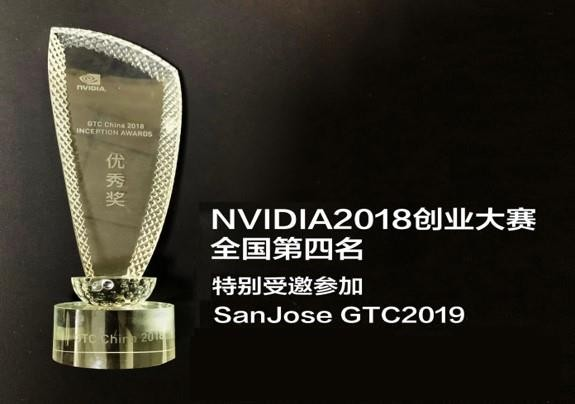 NVIDIA
GTC China 2018
INCEPTION AWARDS
优秀奖
GTC China 2018
NVIDIA2018创业大赛
全国第四名
特别受邀参加
SanJose GTC2019